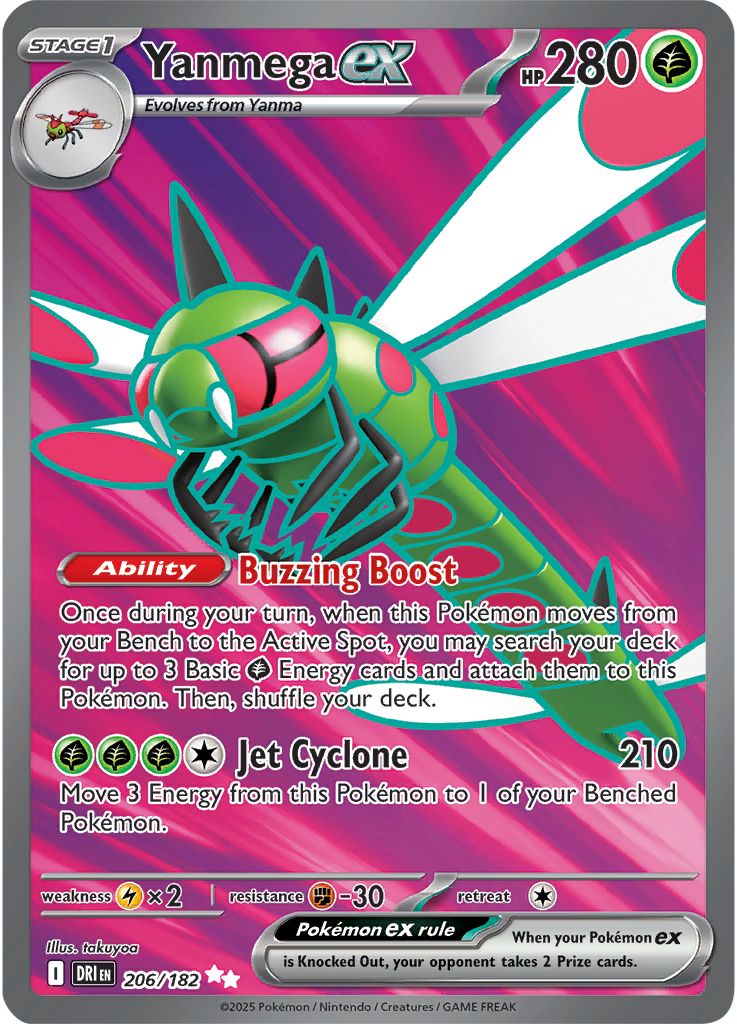 STAGE1
Yanmega ex
HP 280
Evolves from Yanma
Ability Buzzing Boost
Once during your turn, when this Pokémon moves from
your Bench to the Active Spot, you may search your deck
for up to 3 Basic Energy cards and attach them to this
Pokémon. Then, shuffle your deck.
Jet Cyclone 210
Move 3 Energy from this Pokémon to 1 of your Benched
Pokémon.
weakness ×2 resistance -30 retreat
Pokémon ex rule When your Pokémon ex
is Knocked Out, your opponent takes 2 Prize cards.
Illus. takuyoa
I DRI EN 206/182
©2025 Pokémon / Nintendo / Creatures / GAME FREAK